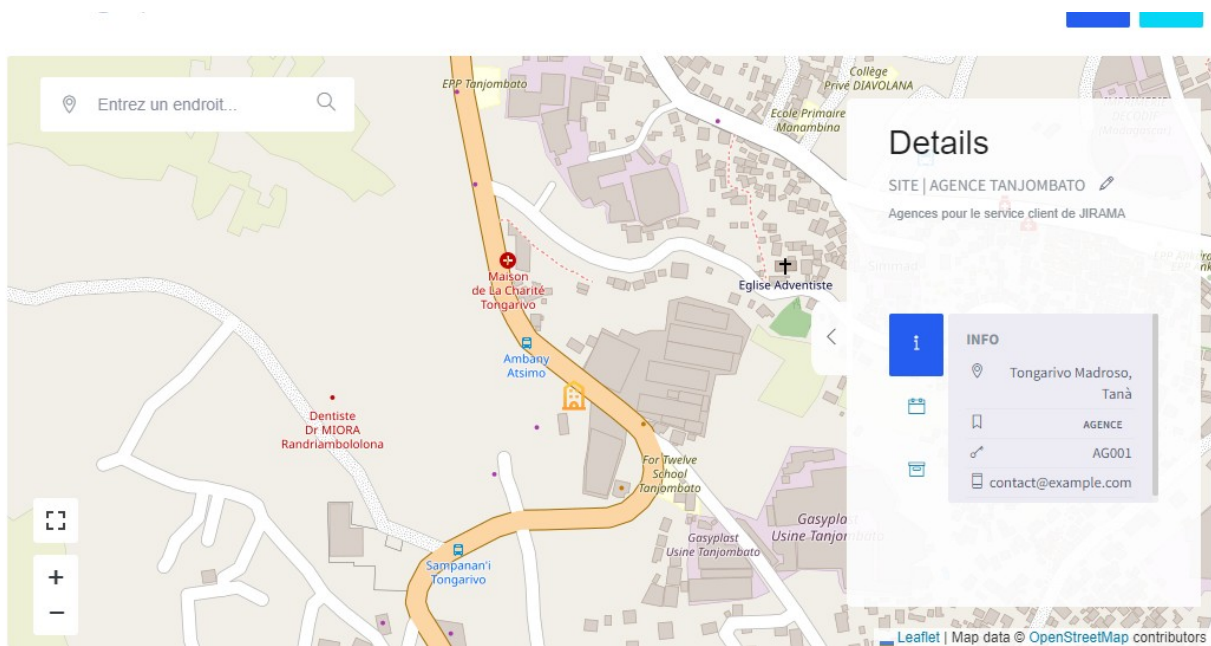 Entrez un endroit...
EPP Tanjombato
Collège
Privé DIAVOLANA
Ecole Primaire
Manambina
Maison
de La Charité
Tongarivo
Eglise Adventiste
Ambany
Atsimo
Dentiste
Dr MIORA
Randriambololona
For Twelve
School
Tanjombato
Gasyplast
Usine Tanjombato
Gasyplast
Usine Tanjombato
Sampanan'i
Tongarivo
+
−
Details
SITE | AGENCE TANJOMBATO
Agences pour le service client de JIRAMA
i
INFO
Tongarivo Madroso,
Tanà
AGENCE
AG001
contact@example.com
Leaflet | Map data © OpenStreetMap contributors